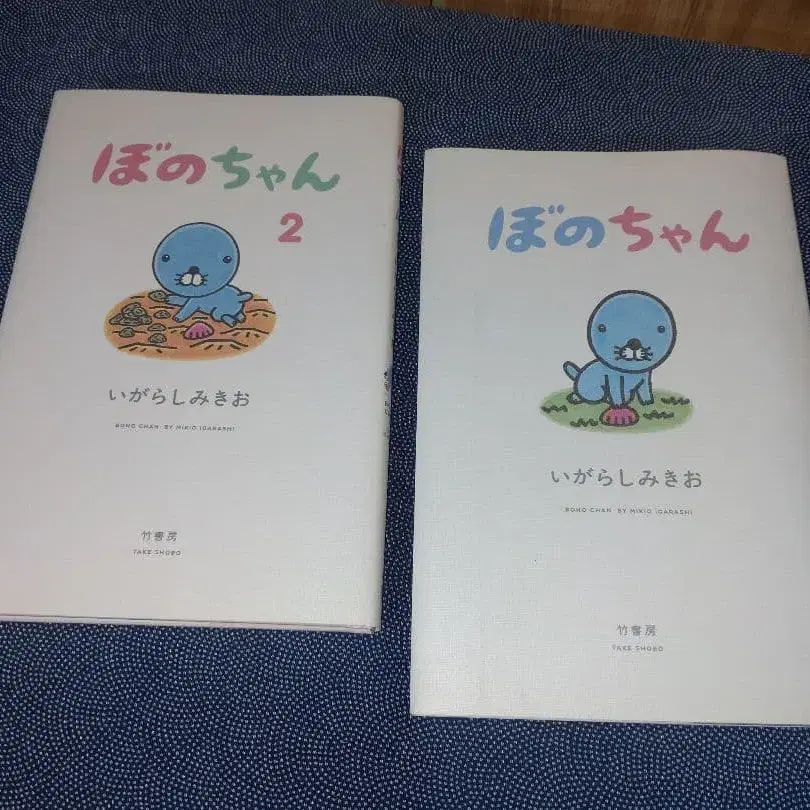 ぼのちゃん
2
いがらしみきお
BONO CHAN BY MIKIO IGARASHI
竹書房
TAKE SHOBO
ぼのちゃん
いがらしみきお
BONO CHAN BY MIKIO IGARASHI
竹書房
TAKE SHOBO